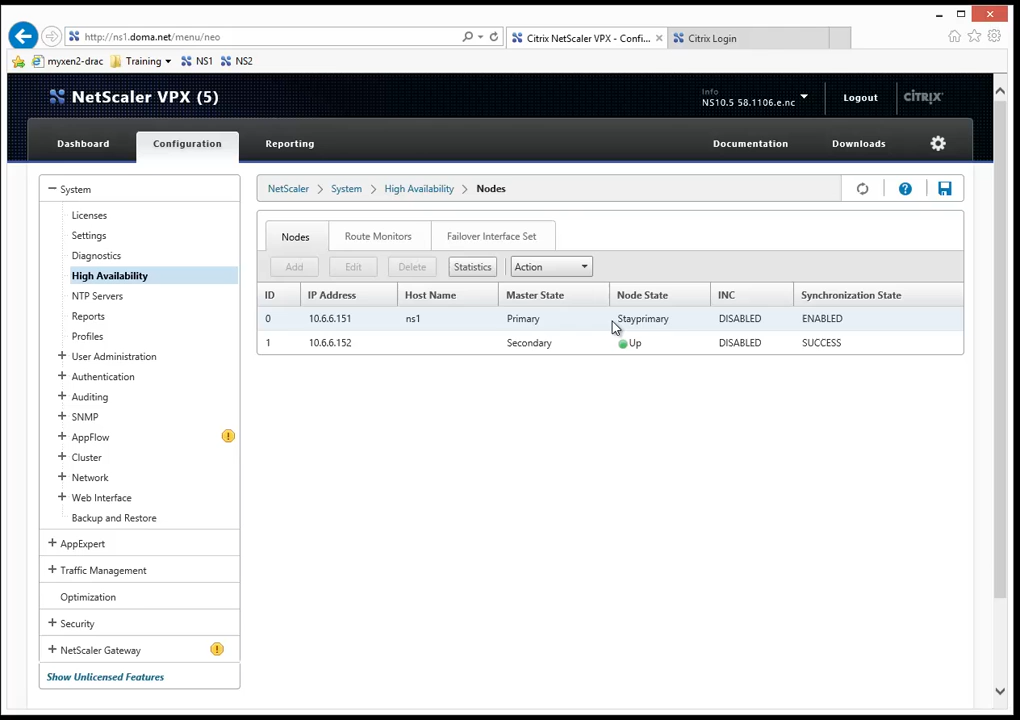 http://ns1.doma.net/menu/neo
Citrix NetScaler VPX - Confi...
Citrix Login
myxen2-drac
Training
NS1
NS2
NetScaler VPX (5)
Info
NS10.5 58.1106.e.nc
Logout
CİTRIX
Dashboard
Configuration
Reporting
Documentation
Downloads
System
Licenses
Settings
Diagnostics
High Availability
NTP Servers
Reports
Profiles
User Administration
Authentication
Auditing
SNMP
AppFlow
Cluster
Network
Web Interface
Backup and Restore
AppExpert
Traffic Management
Optimization
Security
NetScaler Gateway
Show Unlicensed Features
NetScaler > System > High Availability > Nodes
Nodes Route Monitors Failover Interface Set
Add Edit Delete Statistics Action
ID IP Address Host Name Master State Node State INC Synchronization State
0 10.6.6.151 ns1 Primary Stayprimary DISABLED ENABLED
1 10.6.6.152 Secondary Up DISABLED SUCCESS